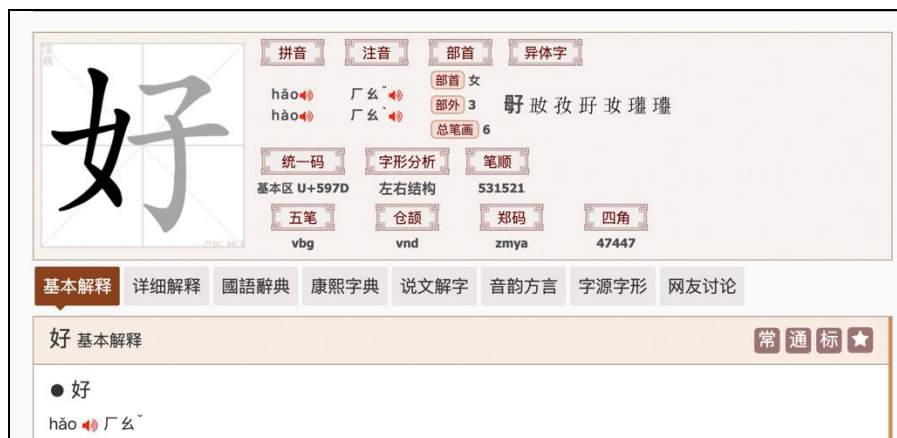 漢典
好
ZDIC.NET
拼音 注音 部首 异体字
hǎo ㄏㄠˇ
hào ㄏㄠˋ
部首 女
部外 3
总笔画 6
统一码 字形分析 笔顺
基本区 U+597D 左右结构 531521
五笔 仓颉 郑码 四角
vbg vnd zmya 47447
基本解释 详细解释 國語辭典 康熙字典 说文解字 音韵方言 字源字形 网友讨论
好 基本解释 常 通 标 ★
● 好
hǎo ㄏㄠˇ